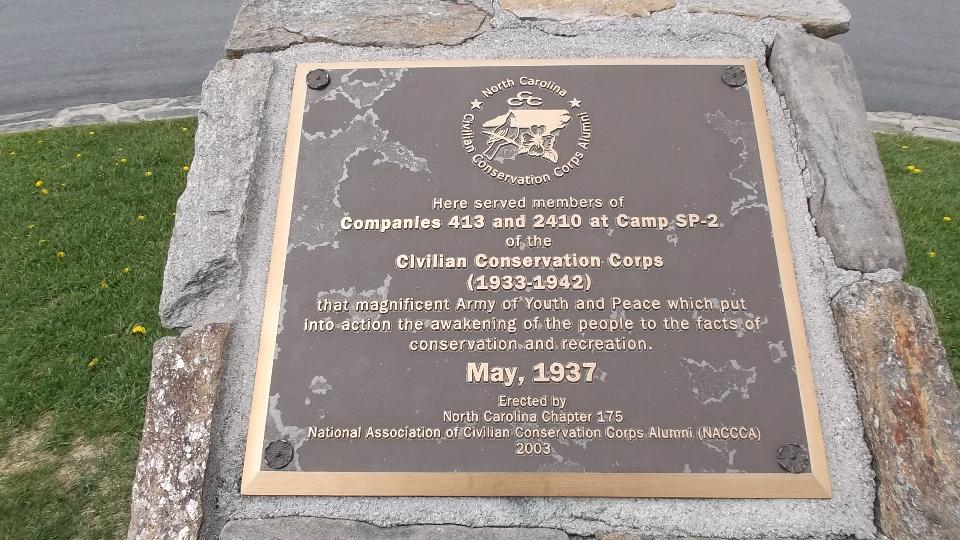 North Carolina
CCC
Civilian Conservation Corps Alumni
Here served members of
Companies 413 and 2410 at Camp SP-2
of the
Civilian Conservation Corps
(1933-1942)
that magnificent Army of Youth and Peace which put
into action the awakening of the people to the facts of
conservation and recreation.
May, 1937
Erected by
North Carolina Chapter 175
National Association of Civilian Conservation Corps Alumni (NACCCA)
2003